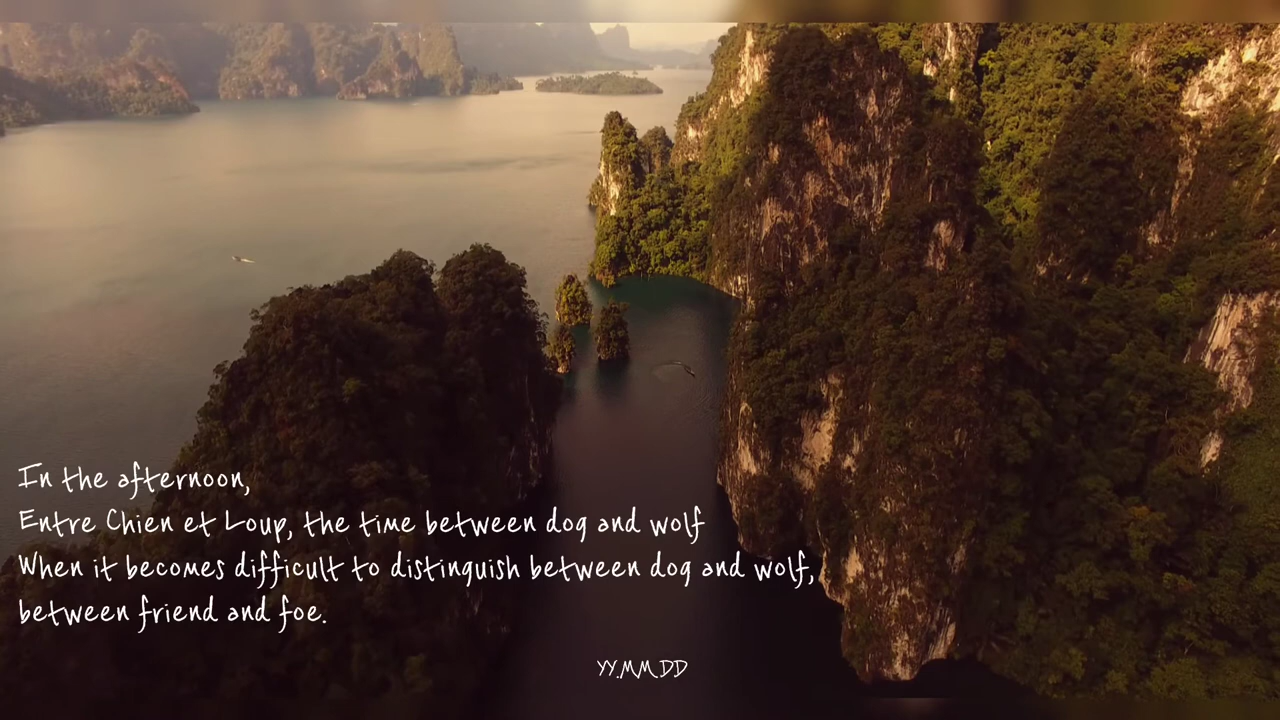 In the afternoon,
Entre Chien et Loup, the time between dog and wolf
When it becomes difficult to distinguish between dog and wolf,
between friend and foe.
YY.MM.DD